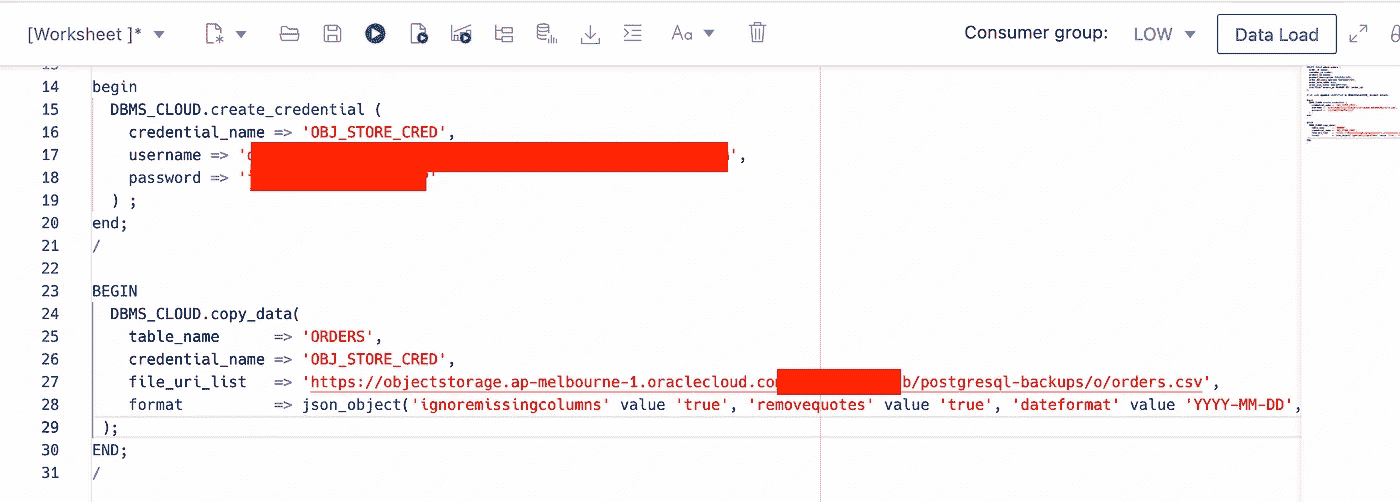 [Worksheet ]* Aa Consumer group: LOW Data Load
14 begin
15 DBMS_CLOUD.create_credential (
16 credential_name => 'OBJ_STORE_CRED',
17 username => ' ',
18 password => ' '
19 ) ;
20 end;
21 /
22
23 BEGIN
24 DBMS_CLOUD.copy_data(
25 table_name => 'ORDERS',
26 credential_name => 'OBJ_STORE_CRED',
27 file_uri_list => 'https://objectstorage.ap-melbourne-1.oraclecloud.co b/postgresql-backups/o/orders.csv',
28 format => json_object('ignoremissingcolumns' value 'true', 'removequotes' value 'true', 'dateformat' value 'YYYY-MM-DD',
29 );
30 END;
31 /